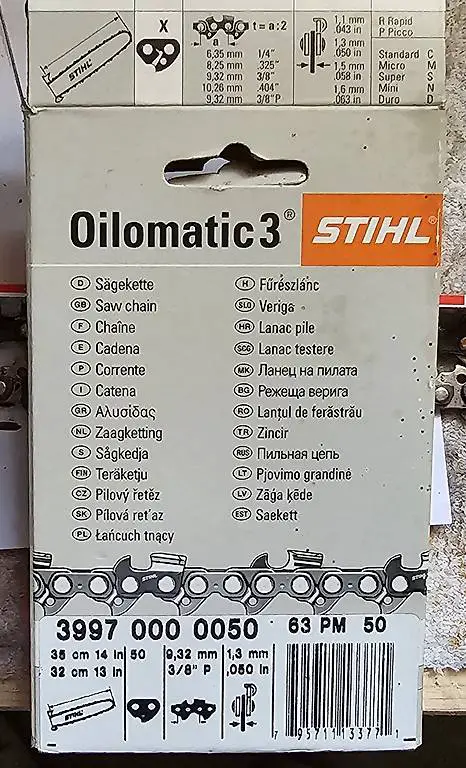 STIHL
X
a
t = a:2
6,35 mm 1/4"
8,25 mm .325"
9,32 mm 3/8"
10,26 mm .404"
9,32 mm 3/8"P
1,1 mm
.043 in
1,3 mm
.050 in
1,5 mm
.058 in
1,6 mm
.063 in
R Rapid
P Picco
Standard C
Micro M
Super S
Mini N
Duro D
Oilomatic 3® STIHL®
D Sägekette
GB Saw chain
F Chaîne
E Cadena
P Corrente
I Catena
GR Αλυσίδας
NL Zaagketting
S Sågkedja
FIN Teräketju
CZ Pilový řetěz
SK Pílová reťaz
PL Łańcuch tnący
H Fűrészlánc
SLO Veriga
HR Lanac pile
SCG Lanac testere
MK Ланец на пилата
BG Режеща верига
RO Lanţul de ferăstrău
TR Zincir
RUS Пильная цепь
LT Pjovimo grandinė
LV Zāģa ķēde
EST Saekett
STIHL
STIHL
3997 000 0050 63 PM 50
35 cm 14 in
32 cm 13 in
50
9,32 mm
3/8" P
1,3 mm
.050 in
STIHL
7 95711 13377 1